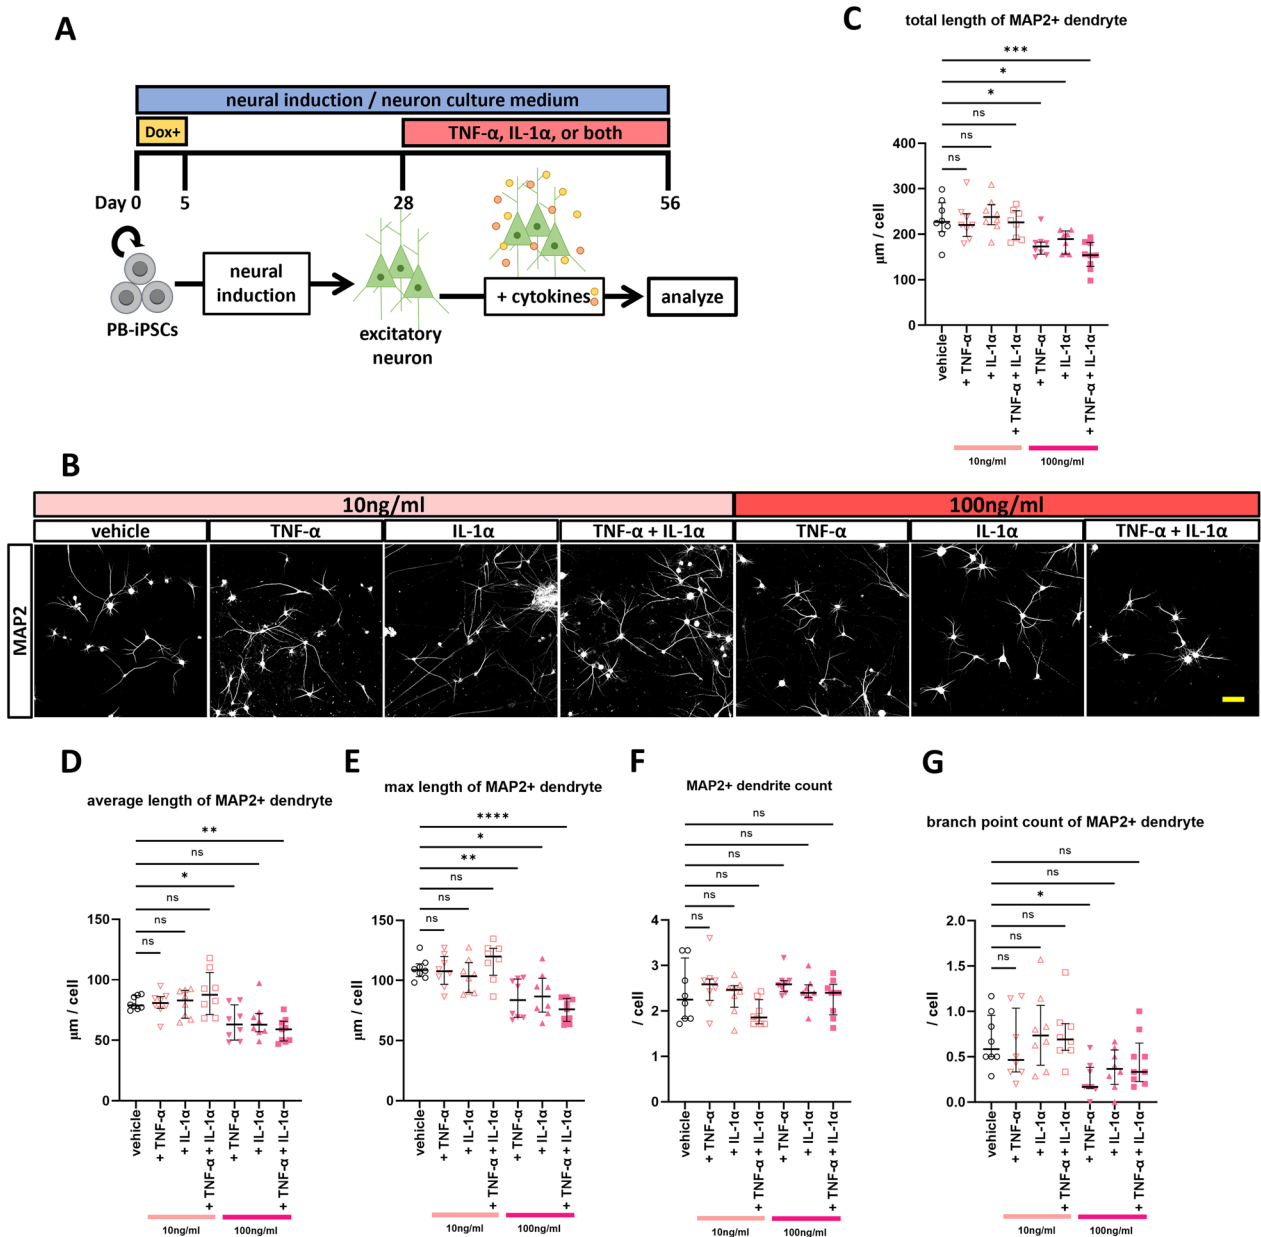 A
neural induction / neuron culture medium
Dox+
TNF-α, IL-1α, or both
Day 0
5
28
56
PB-iPSCs
neural
induction
excitatory
neuron
+ cytokines
analyze
C
total length of MAP2+ dendryte
***
*
*
ns
ns
ns
400
300
200
100
0
µm / cell
vehicle
+ TNF-α
+ IL-1α
+ TNF-α + IL-1α
+ TNF-α
+ IL-1α
+ TNF-α + IL-1α
10ng/ml
100ng/ml
B
10ng/ml
100ng/ml
vehicle
TNF-α
IL-1α
TNF-α + IL-1α
TNF-α
IL-1α
TNF-α + IL-1α
MAP2
D
average length of MAP2+ dendryte
**
ns
*
ns
ns
ns
150
100
50
0
µm / cell
vehicle
+ TNF-α
+ IL-1α
+ TNF-α + IL-1α
+ TNF-α
+ IL-1α
+ TNF-α + IL-1α
10ng/ml
100ng/ml
E
max length of MAP2+ dendryte
****
*
**
ns
ns
ns
150
100
50
0
µm / cell
vehicle
+ TNF-α
+ IL-1α
+ TNF-α + IL-1α
+ TNF-α
+ IL-1α
+ TNF-α + IL-1α
10ng/ml
100ng/ml
F
MAP2+ dendrite count
ns
ns
ns
ns
ns
ns
4
3
2
1
0
/ cell
vehicle
+ TNF-α
+ IL-1α
+ TNF-α + IL-1α
+ TNF-α
+ IL-1α
+ TNF-α + IL-1α
10ng/ml
100ng/ml
G
branch point count of MAP2+ dendryte
ns
ns
*
ns
ns
ns
2.0
1.5
1.0
0.5
0.0
/ cell
vehicle
+ TNF-α
+ IL-1α
+ TNF-α + IL-1α
+ TNF-α
+ IL-1α
+ TNF-α + IL-1α
10ng/ml
100ng/ml